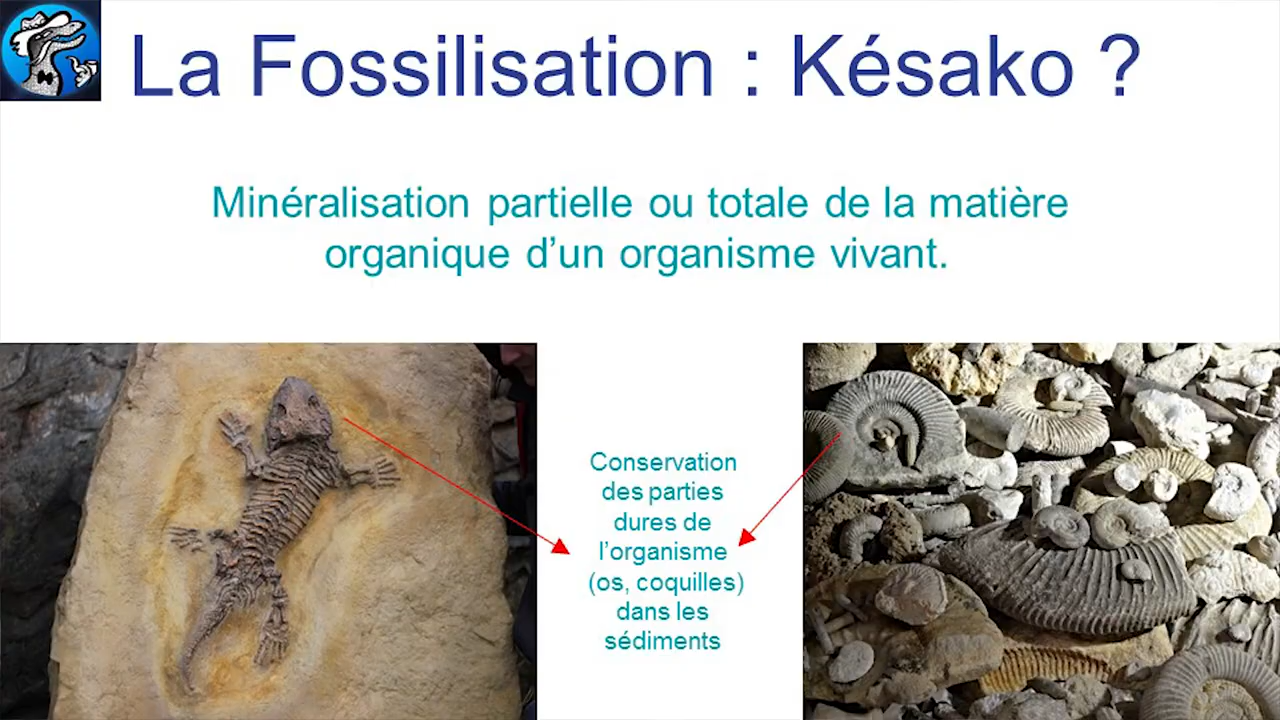 La Fossilisation : Késako ?
Minéralisation partielle ou totale de la matière
organique d’un organisme vivant.
Conservation
des parties
dures de
l’organisme
(os, coquilles)
dans les
sédiments